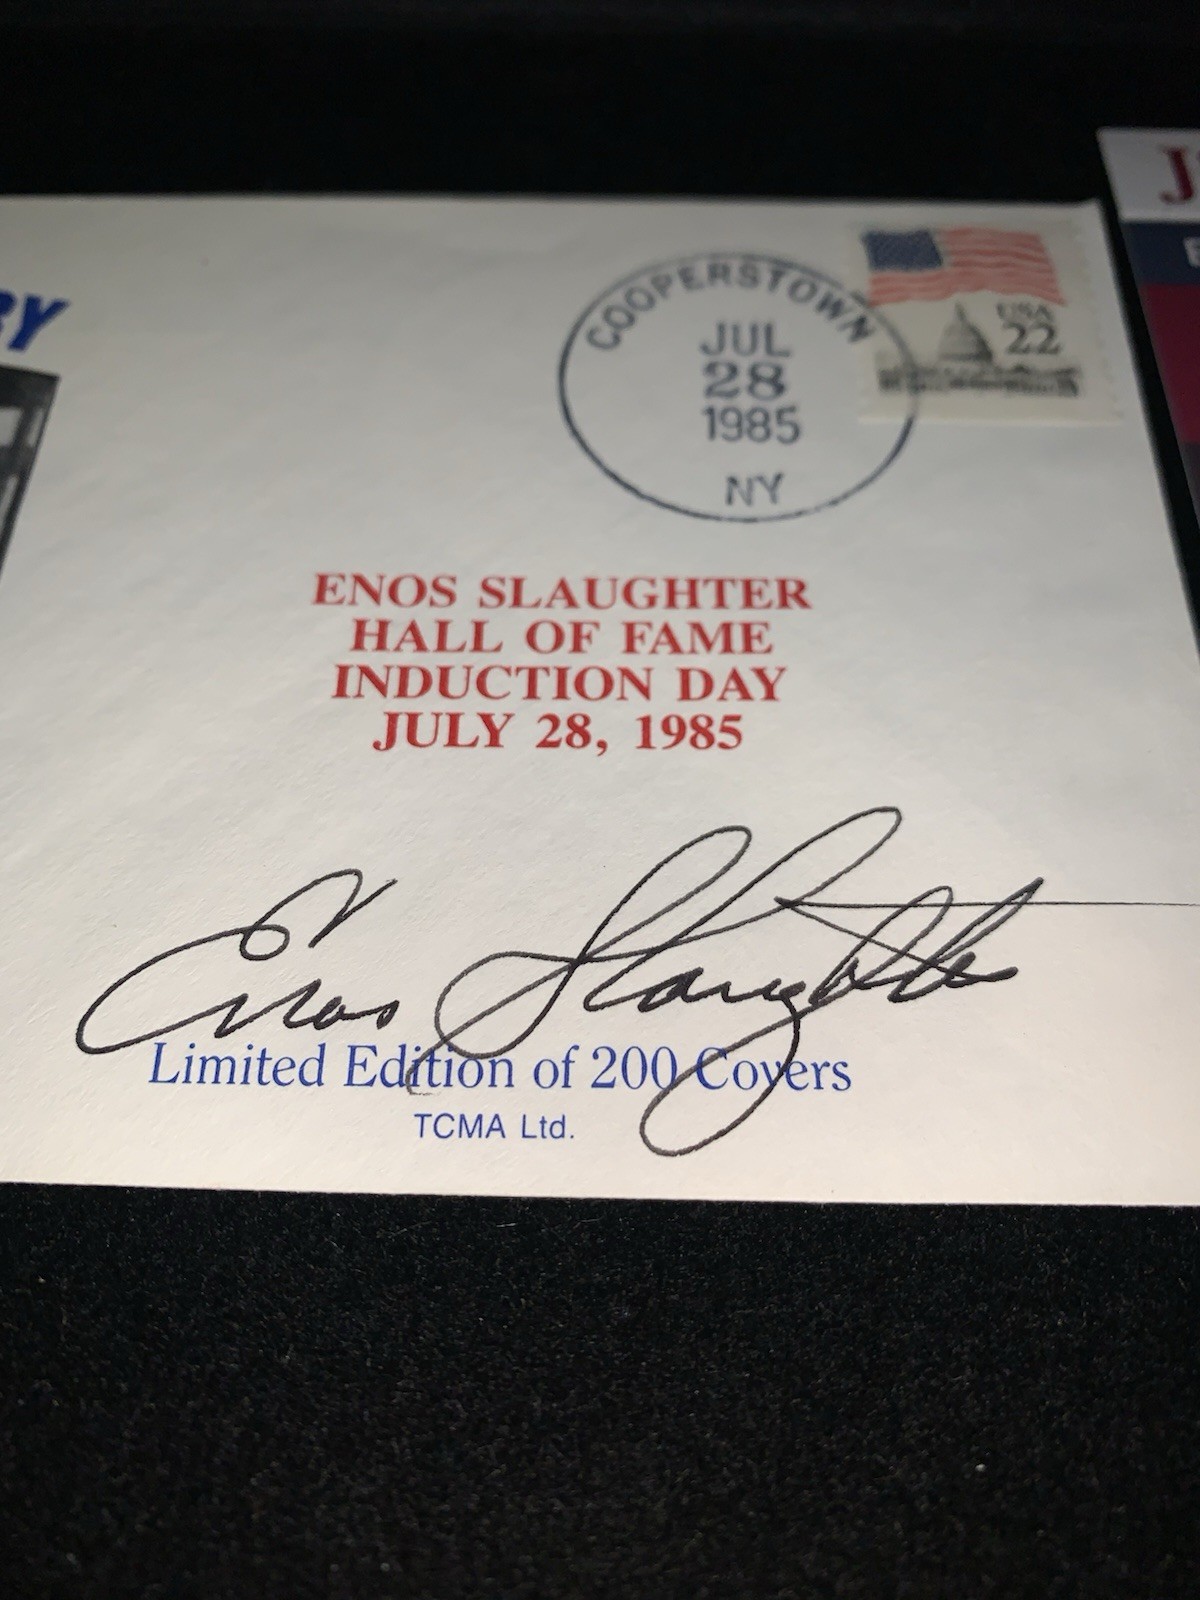 COOPERSTOWN
JUL
28
1985
NY
USA
22
ENOS SLAUGHTER
HALL OF FAME
INDUCTION DAY
JULY 28, 1985
Enos Slaughter
Limited Edition of 200 Covers
TCMA Ltd.